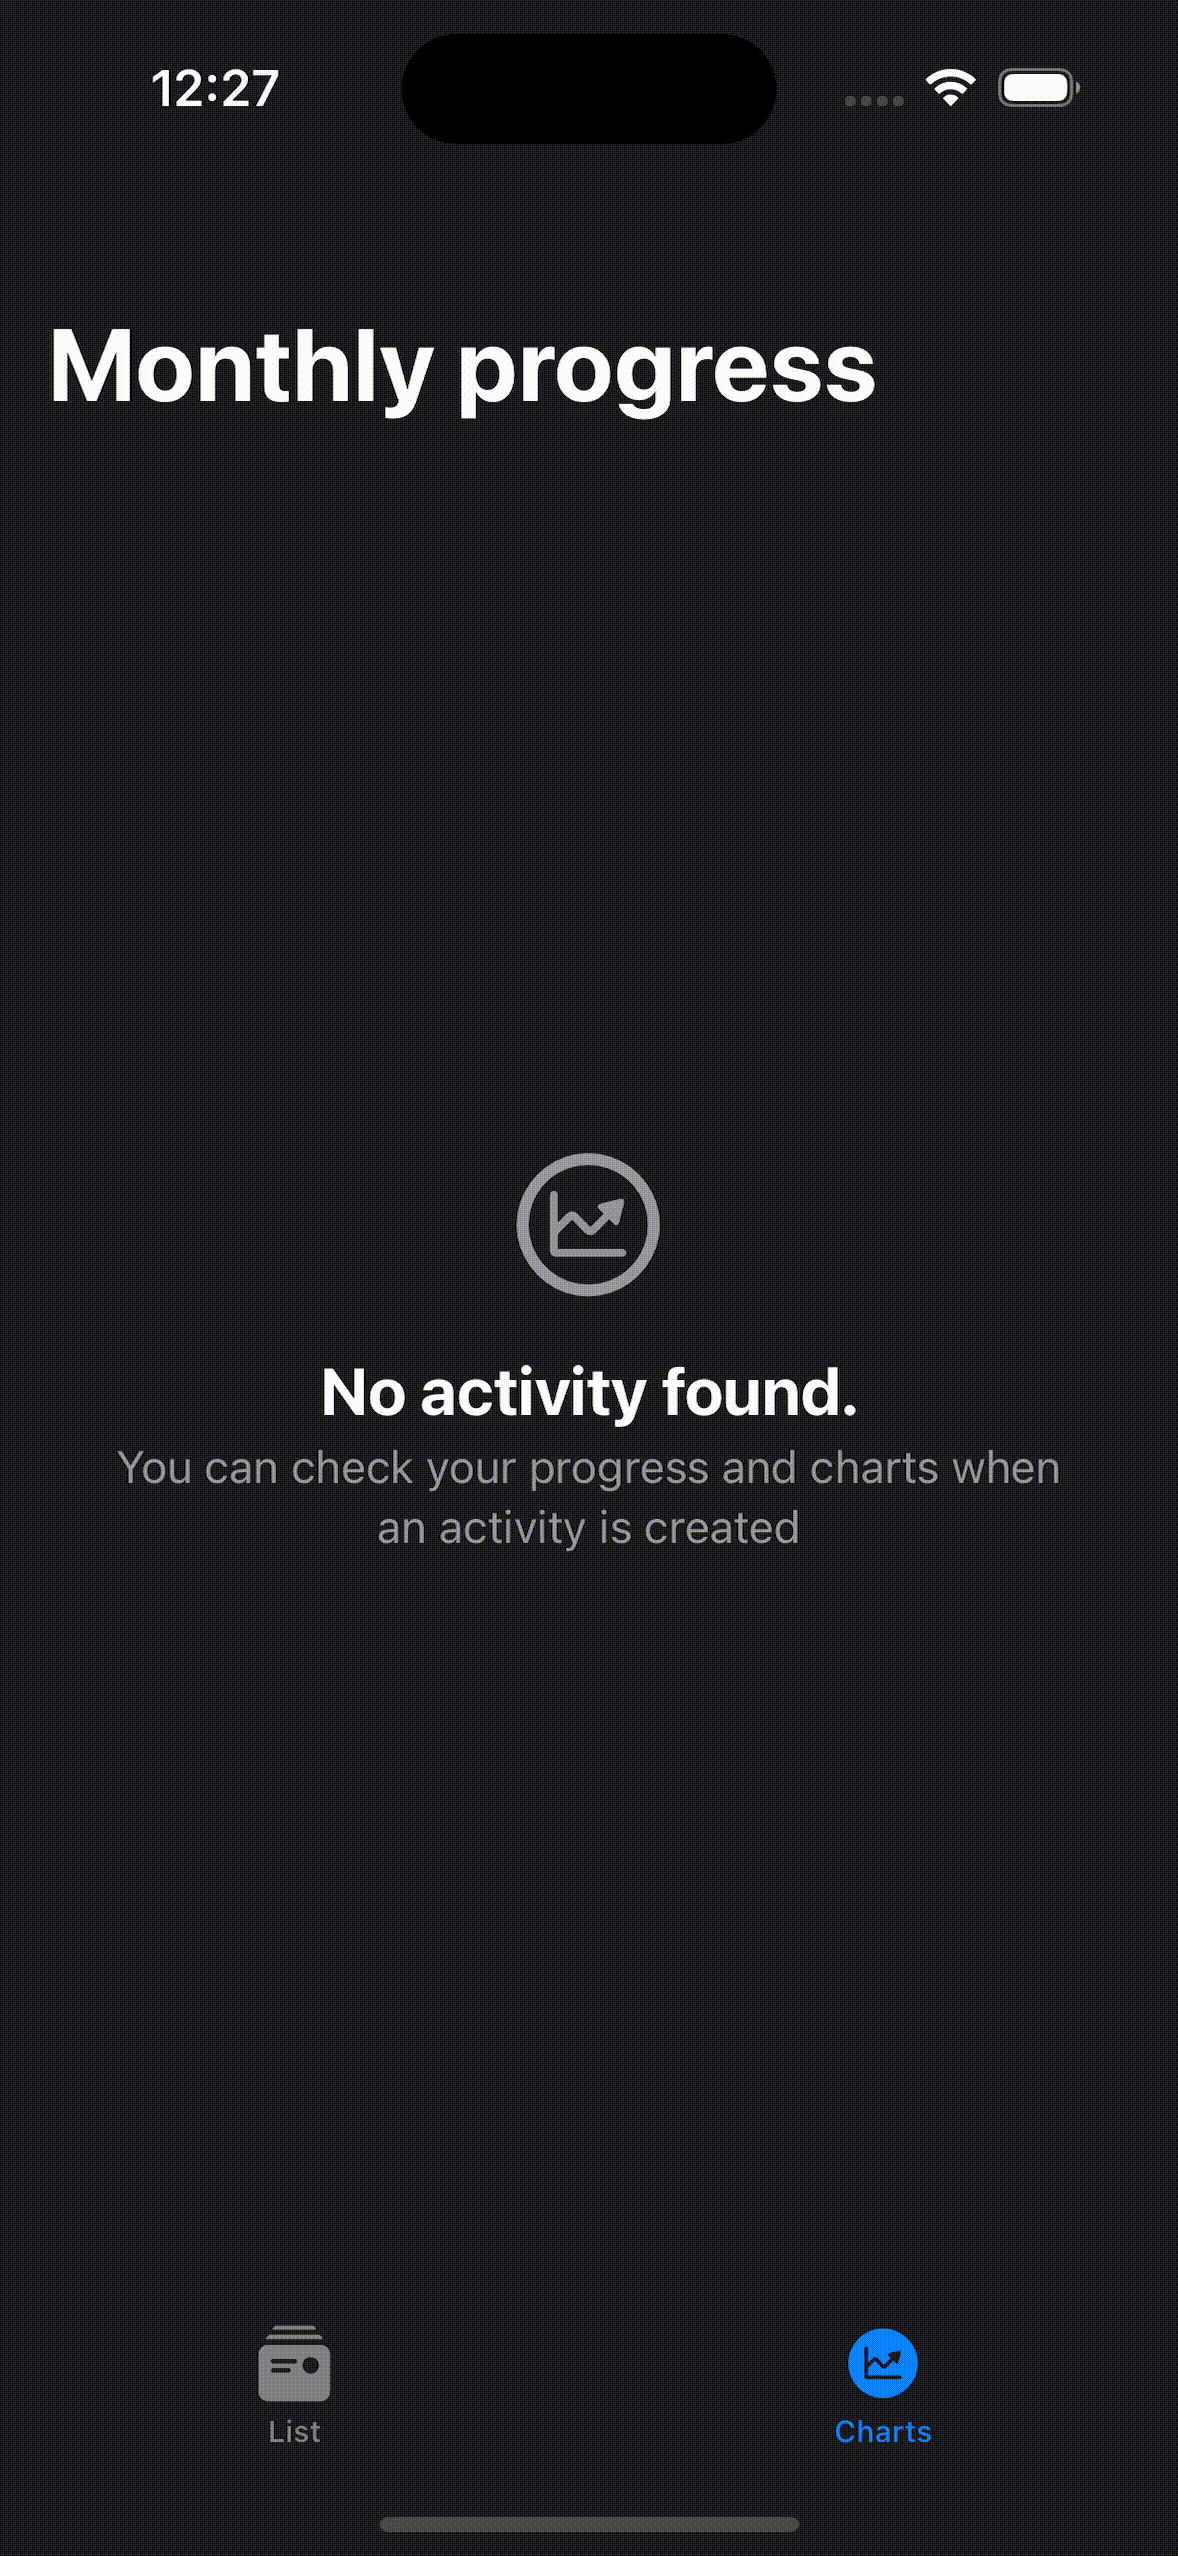 12:27
Monthly progress
No activity found.
You can check your progress and charts when
an activity is created
List
Charts